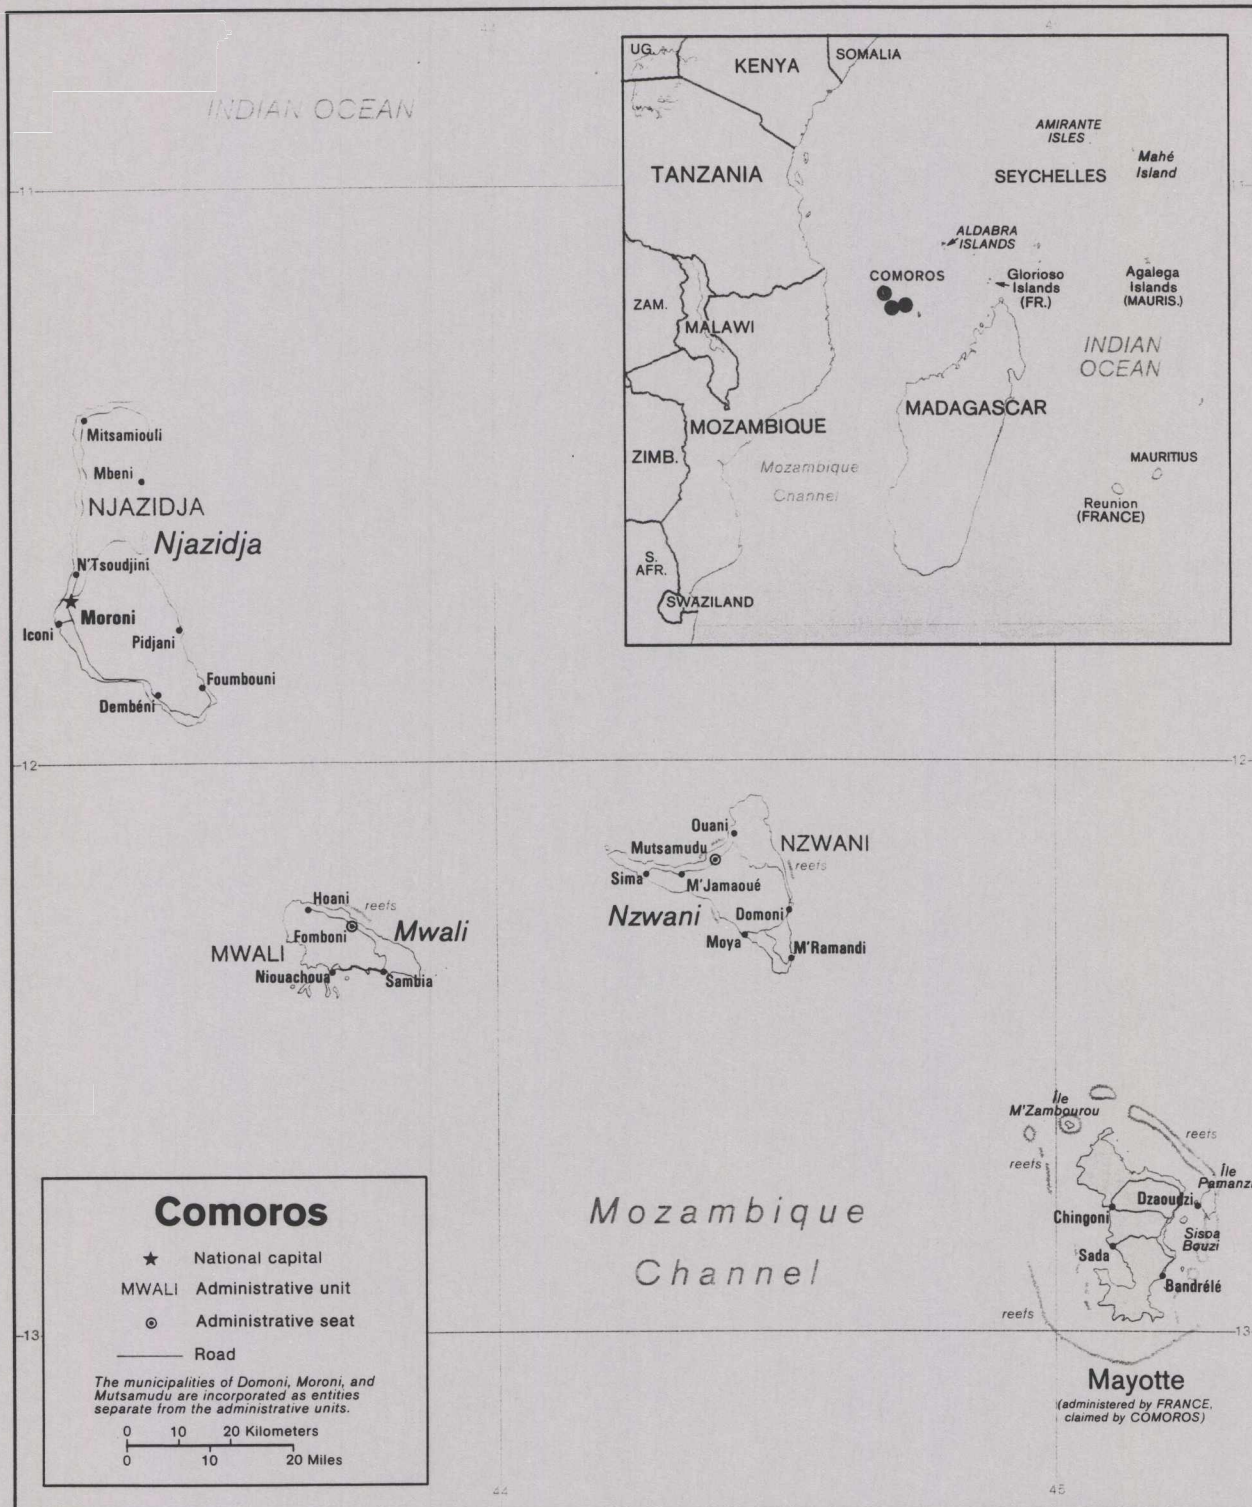 INDIAN OCEAN
11
Mitsamiouli
Mbeni
NJAZIDJA
Njazidja
N'Tsoudjini
Moroni
Iconi
Pidjani
Foumbouni
Dembéni
UG.
KENYA
SOMALIA
AMIRANTE
ISLES
TANZANIA
SEYCHELLES
Mahé
Island
ALDABRA
ISLANDS
COMOROS
Glorioso
Islands
(FR.)
Agalega
Islands
(MAURIS.)
ZAM.
MALAWI
INDIAN
OCEAN
MADAGASCAR
MOZAMBIQUE
ZIMB.
Mozambique
Channel
MAURITIUS
Reunion
(FRANCE)
S.
AFR.
SWAZILAND
12
12
Ouani
Mutsamudu
NZWANI
reefs
Sima
M'Jamaoué
Nzwani
Domoni
Moya
M'Ramandi
Hoani
reefs
Fomboni
Mwali
MWALI
Niouachoua
Sambia
Île
M'Zambourou
reefs
reefs
Île
Pamanzi
Dzaoudzi
Chingoni
Sada
Bandrélé
reefs
Mozambique
Channel
13
13
Mayotte
(administered by FRANCE,
claimed by COMOROS)
Comoros
National capital
MWALI Administrative unit
Administrative seat
Road
The municipalities of Domoni, Moroni, and
Mutsamudu are incorporated as entities
separate from the administrative units.
0 10 20 Kilometers
0 10 20 Miles
44
45